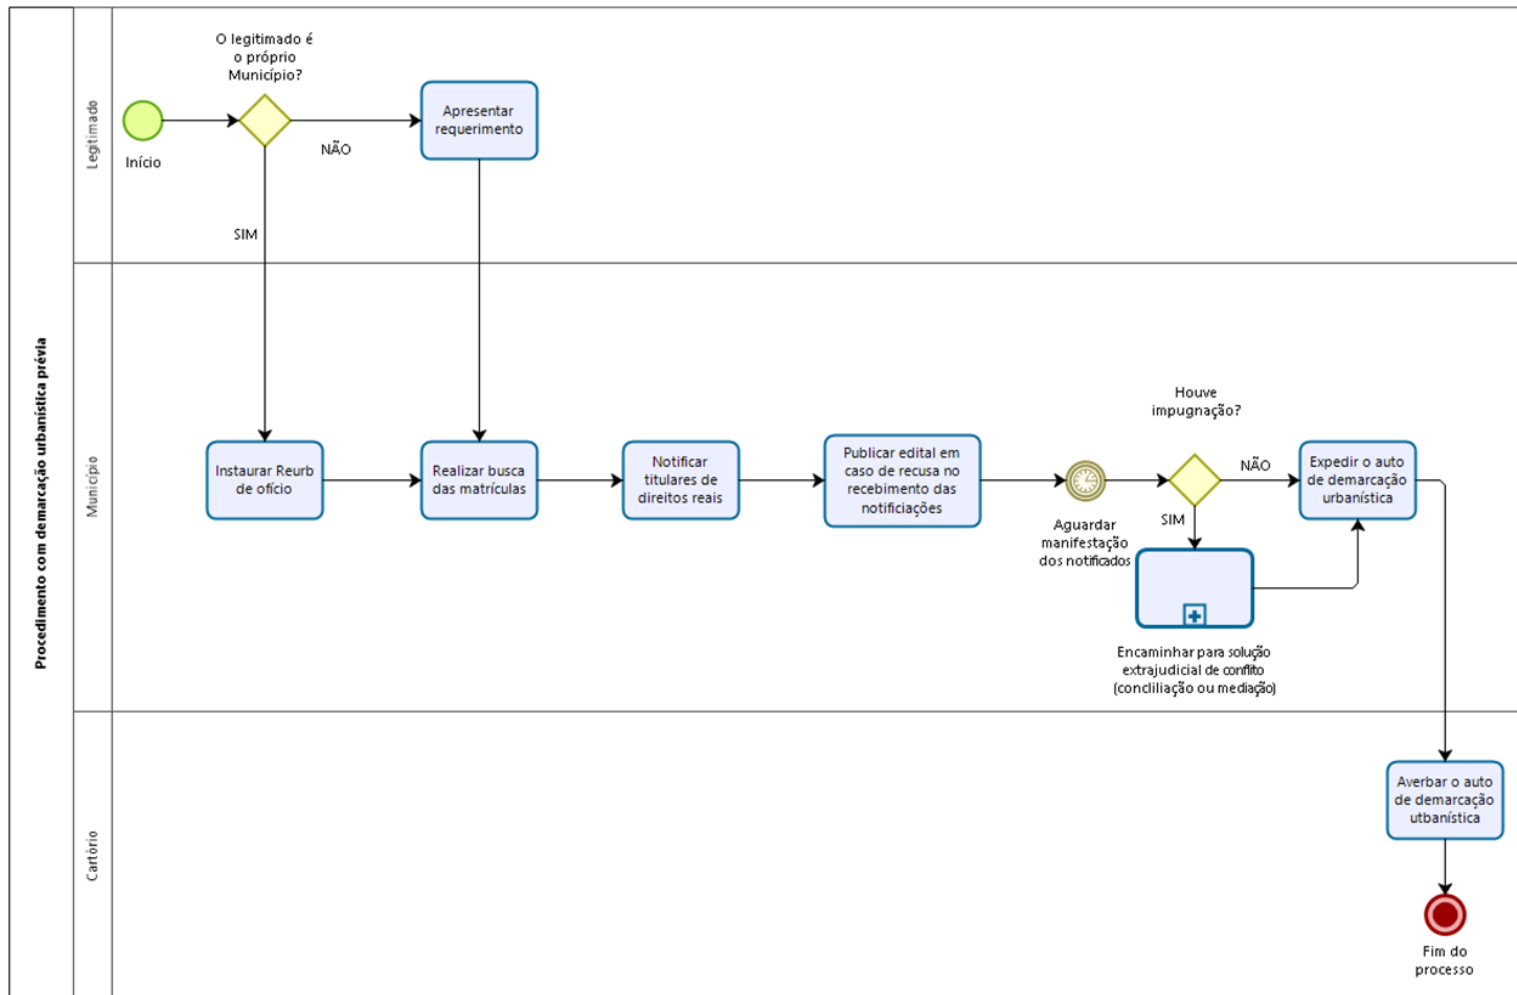 Procedimento com demarcação urbanística prévia
Legitimado
O legitimado é
o próprio
Município?
Início
NÃO
SIM
Apresentar
requerimento
Município
Instaurar Reurb
de ofício
Realizar busca
das matrículas
Notificar
titulares de
direitos reais
Publicar edital em
caso de recusa no
recebimento das
notificiações
Aguardar
manifestação
dos notificados
Houve
impugnação?
NÃO
SIM
Expedir o auto
de demarcação
urbanística
Encaminhar para solução
extrajudicial de conflito
(concliliação ou mediação)
Cartório
Averbar o auto
de demarcação
utbanística
Fim do
processo